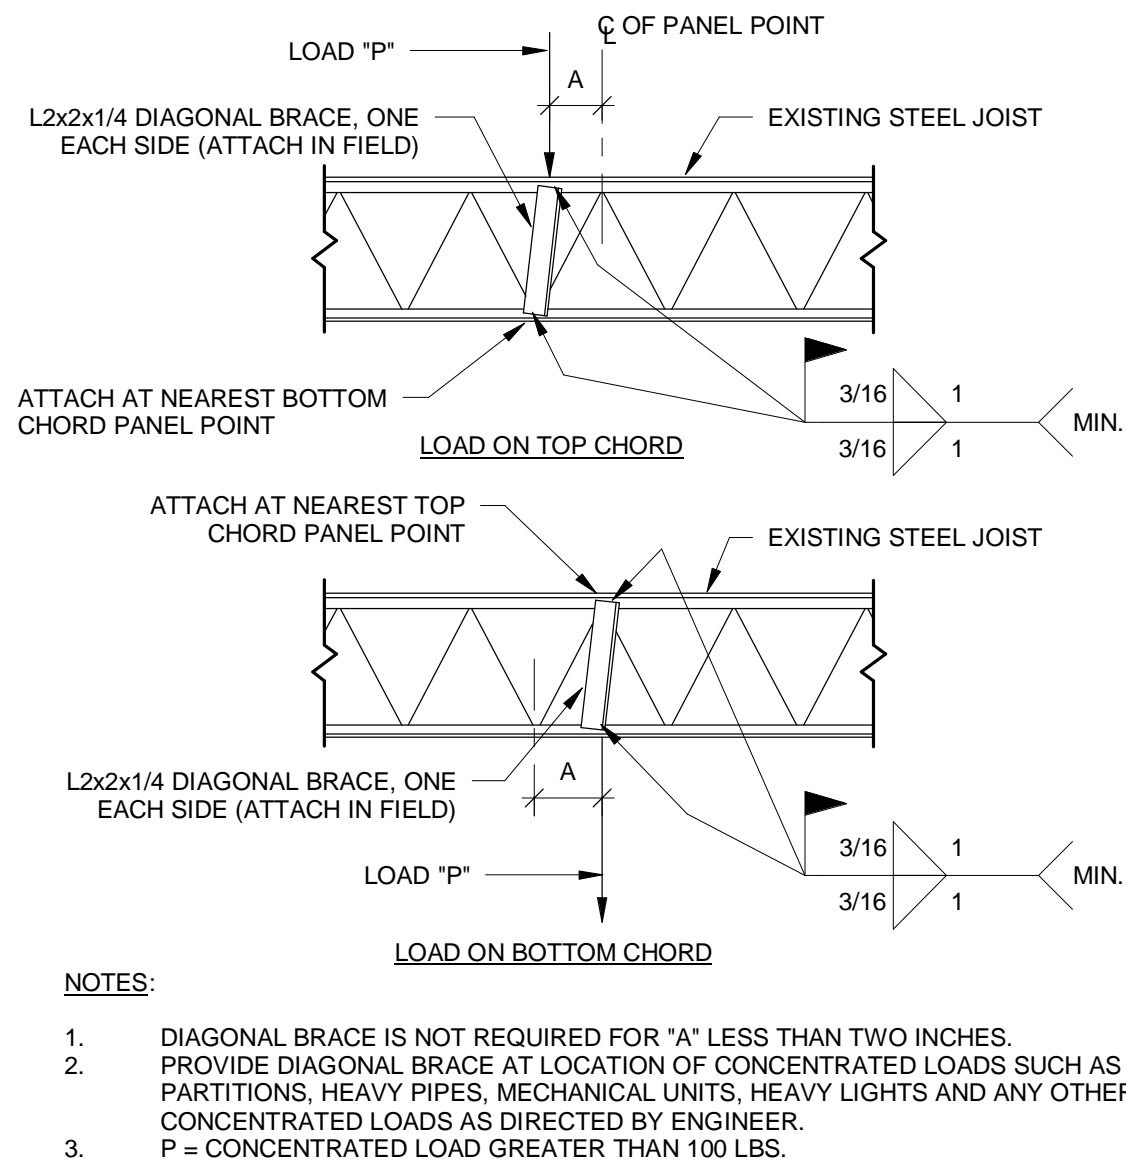 ℄ OF PANEL POINT
LOAD "P"
A
L2x2x1/4 DIAGONAL BRACE, ONE
EACH SIDE (ATTACH IN FIELD)
EXISTING STEEL JOIST
ATTACH AT NEAREST BOTTOM
CHORD PANEL POINT
3/16 1
MIN.
3/16 1
LOAD ON TOP CHORD
ATTACH AT NEAREST TOP
CHORD PANEL POINT
EXISTING STEEL JOIST
L2x2x1/4 DIAGONAL BRACE, ONE
EACH SIDE (ATTACH IN FIELD)
A
LOAD "P"
3/16 1
MIN.
3/16 1
LOAD ON BOTTOM CHORD
NOTES:
1. DIAGONAL BRACE IS NOT REQUIRED FOR "A" LESS THAN TWO INCHES.
2. PROVIDE DIAGONAL BRACE AT LOCATION OF CONCENTRATED LOADS SUCH AS
PARTITIONS, HEAVY PIPES, MECHANICAL UNITS, HEAVY LIGHTS AND ANY OTHER
CONCENTRATED LOADS AS DIRECTED BY ENGINEER.
3. P = CONCENTRATED LOAD GREATER THAN 100 LBS.